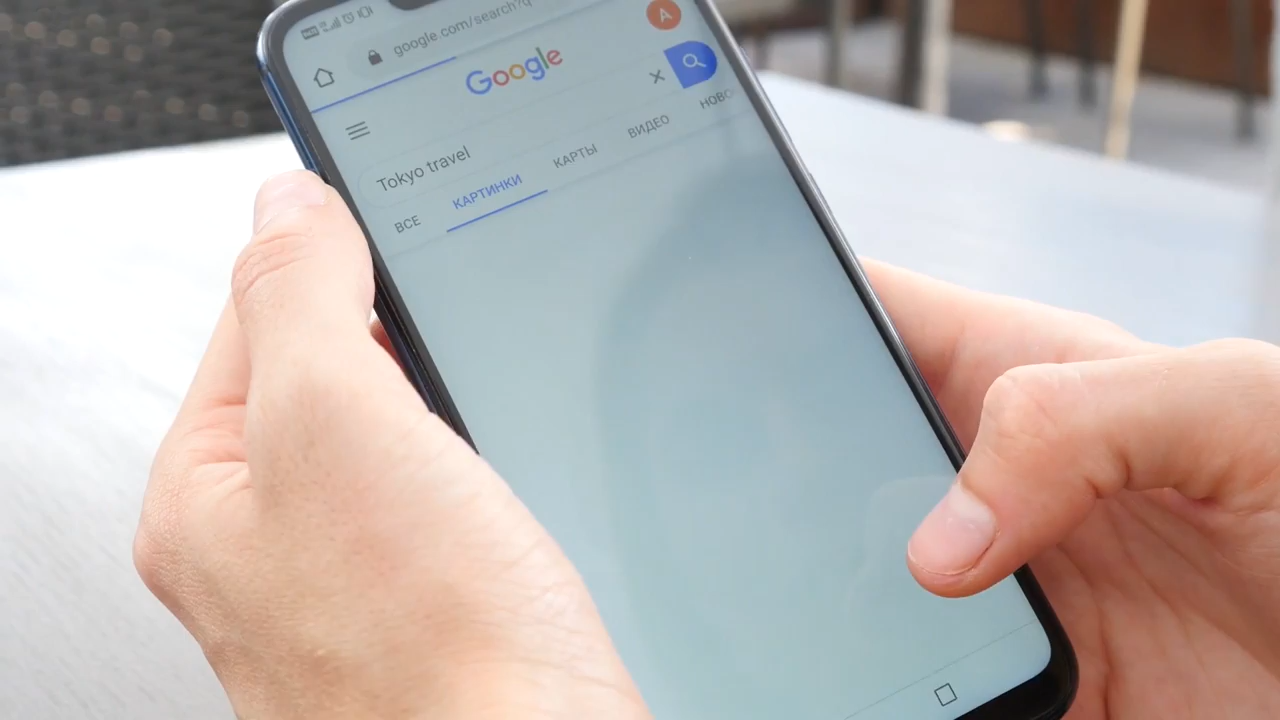 google.com/search?q
Google
A
Tokyo travel
ВСЕ КАРТИНКИ КАРТЫ ВИДЕО НОВО